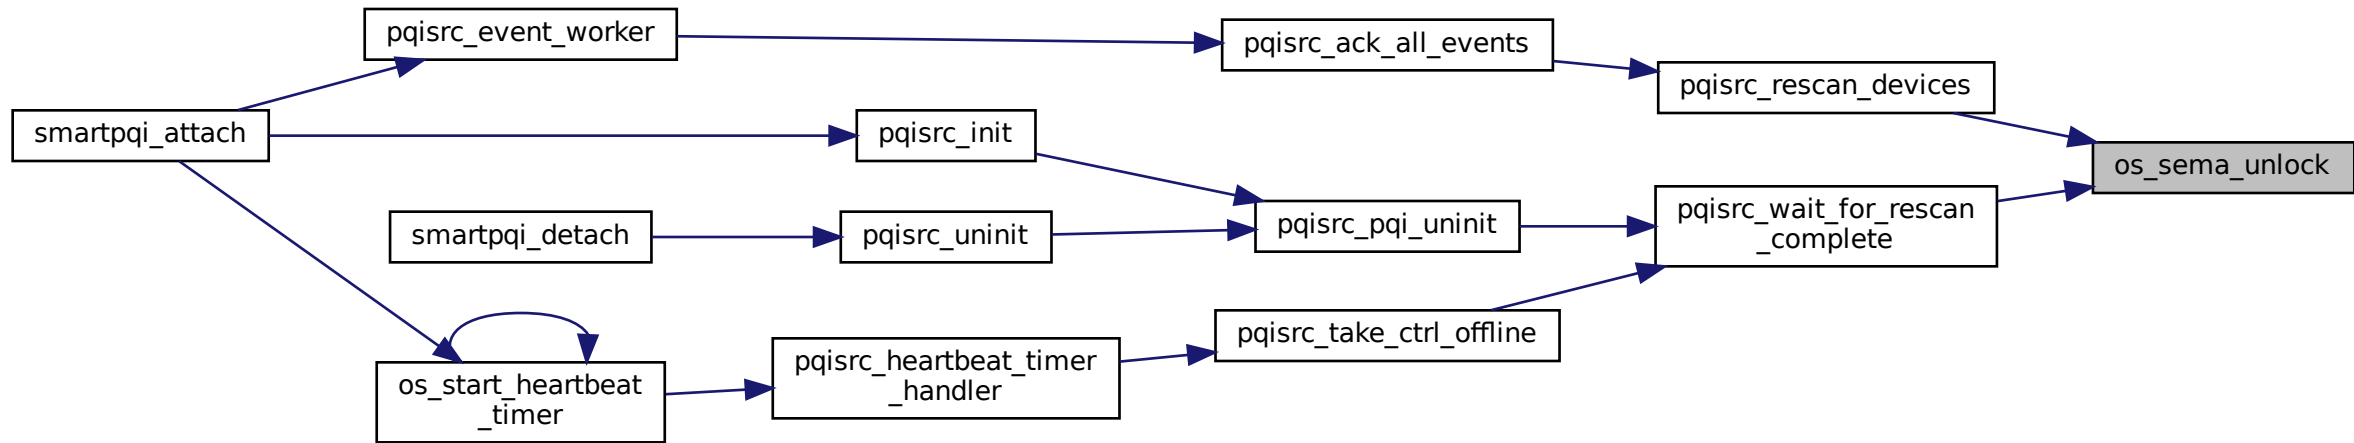 pqisrc_event_worker
pqisrc_ack_all_events
pqisrc_rescan_devices
smartpqi_attach
pqisrc_init
os_sema_unlock
pqisrc_wait_for_rescan
_complete
smartpqi_detach
pqisrc_uninit
pqisrc_pqi_uninit
pqisrc_take_ctrl_offline
pqisrc_heartbeat_timer
_handler
os_start_heartbeat
_timer